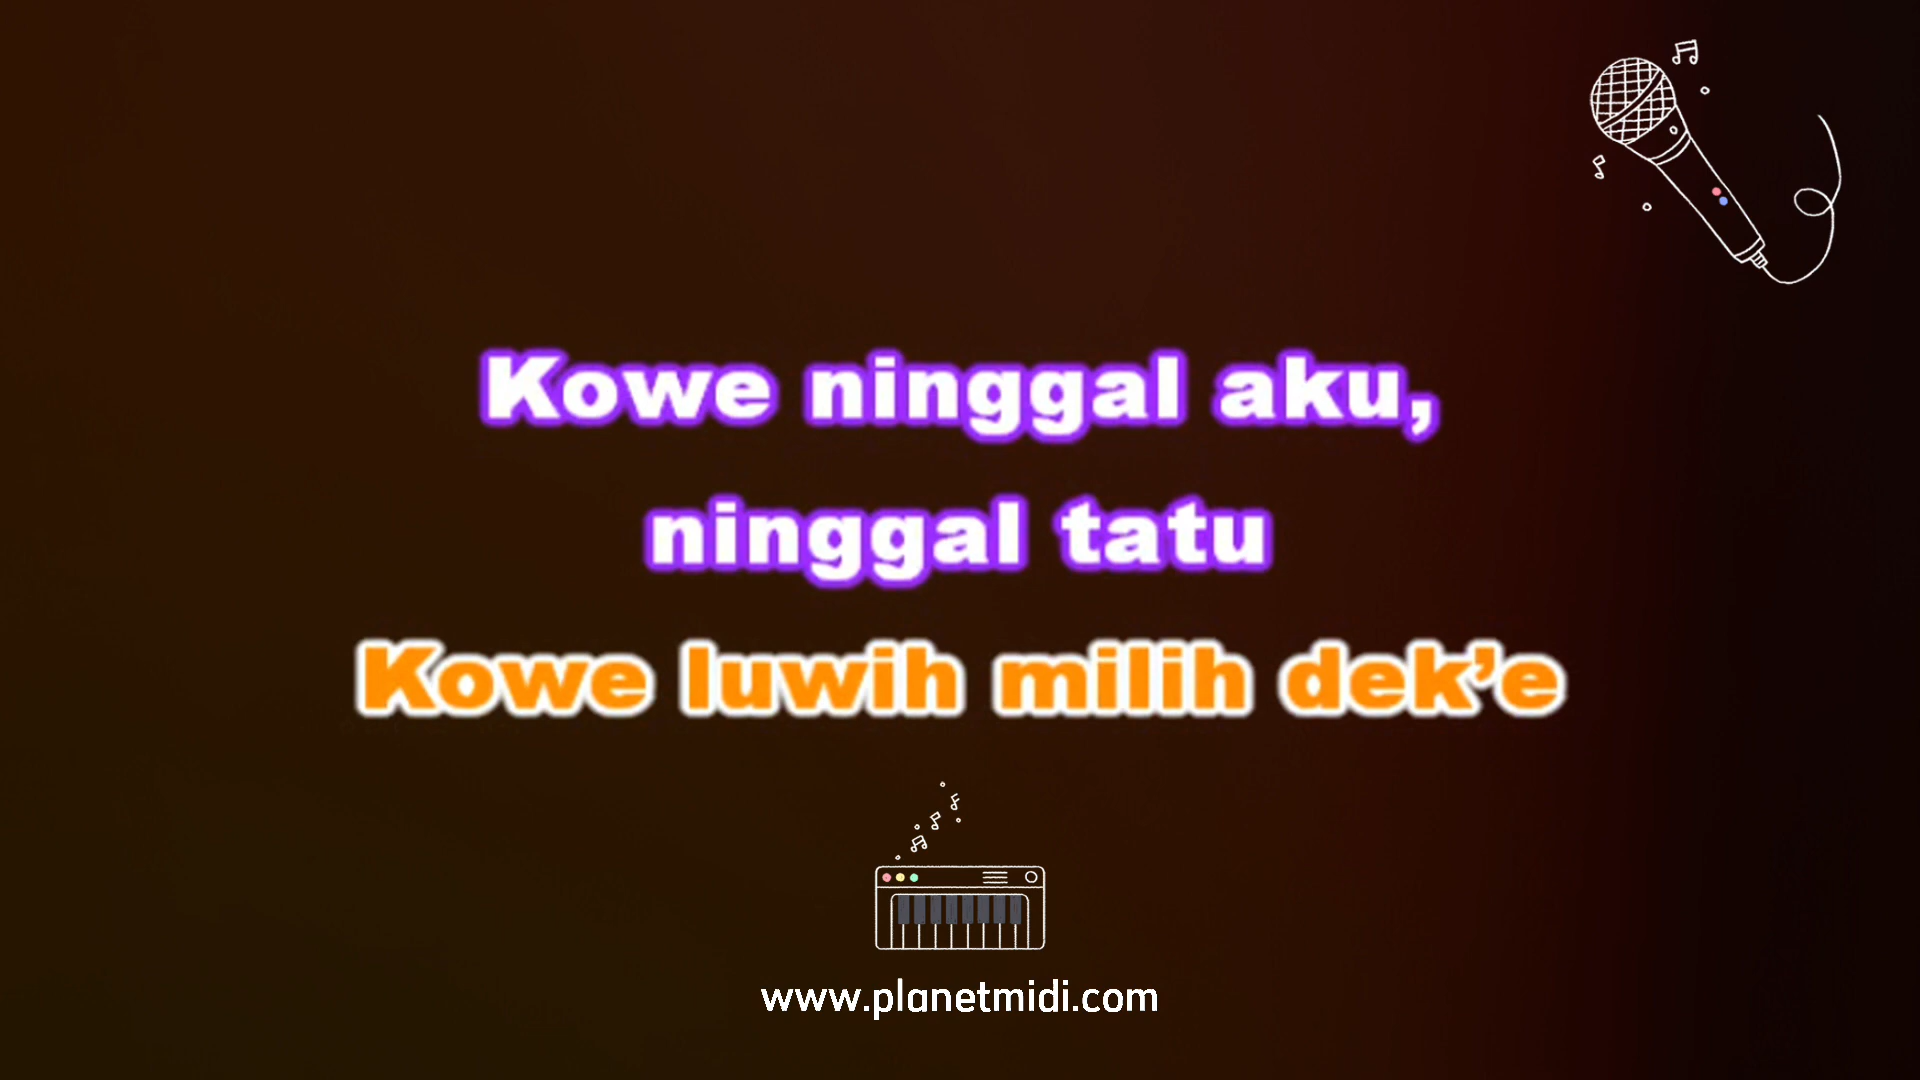 Kowe ninggal aku,
ninggal tatu
Kowe luwih milih dek’e
www.planetmidi.com